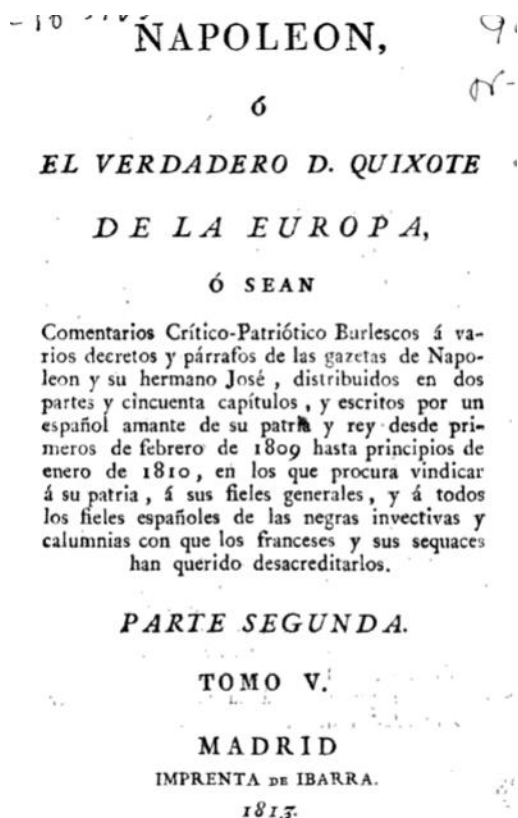 NAPOLEON,
ó
EL VERDADERO D. QUIXOTE
DE LA EUROPA,
Ó SEAN
Comentarios Crítico-Patriótico Burlescos á va-
rios decretos y párrafos de las gazetas de Napo-
leon y su hermano José, distribuidos en dos
partes y cincuenta capítulos, y escritos por un
español amante de su patria y rey desde pri-
meros de febrero de 1809 hasta principios de
enero de 1810, en los que procura vindicar
á su patria, á sus fieles generales, y á todos
los fieles españoles de las negras invectivas y
calumnias con que los franceses y sus sequaces
han querido desacreditarlos.
PARTE SEGUNDA.
TOMO V.
MADRID
IMPRENTA DE IBARRA.
1813.